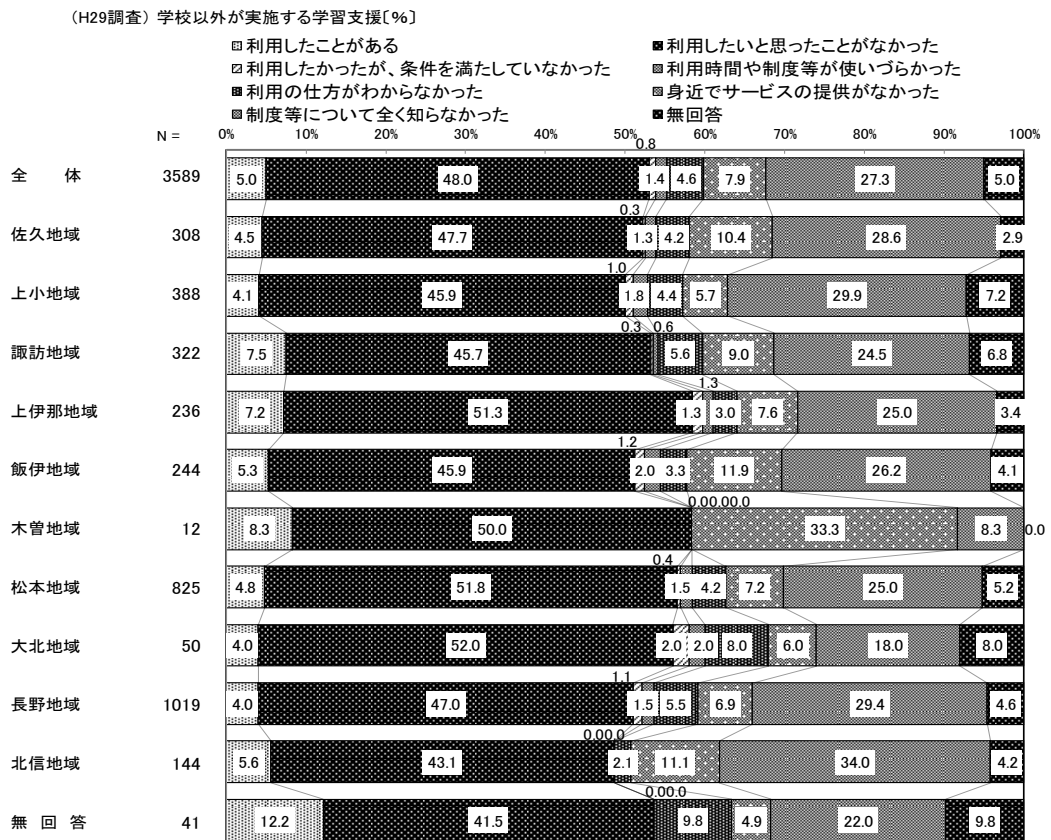 （H29調査）学校以外が実施する学習支援〔%〕
利用したことがある 利用したいと思ったことがなかった
利用したかったが、条件を満たしていなかった 利用時間や制度等が使いづらかった
利用の仕方がわからなかった 身近でサービスの提供がなかった
制度等について全く知らなかった 無回答
N = 0% 10% 20% 30% 40% 50% 60% 70% 80% 90% 100%
0.8
全 体 3589 5.0 48.0 1.4 4.6 7.9 27.3 5.0
0.3
佐久地域 308 4.5 47.7 1.3 4.2 10.4 28.6 2.9
1.0
上小地域 388 4.1 45.9 1.8 4.4 5.7 29.9 7.2
0.3 0.6
諏訪地域 322 7.5 45.7 5.6 9.0 24.5 6.8
1.3
上伊那地域 236 7.2 51.3 1.3 3.0 7.6 25.0 3.4
1.2
飯伊地域 244 5.3 45.9 2.0 3.3 11.9 26.2 4.1
0.00.00.0
木曽地域 12 8.3 50.0 33.3 8.3 0.0
0.4
松本地域 825 4.8 51.8 1.5 4.2 7.2 25.0 5.2
大北地域 50 4.0 52.0 2.0 2.0 8.0 6.0 18.0 8.0
1.1
長野地域 1019 4.0 47.0 1.5 5.5 6.9 29.4 4.6
0.00.0
北信地域 144 5.6 43.1 2.1 11.1 34.0 4.2
0.00.0
無 回 答 41 12.2 41.5 9.8 4.9 22.0 9.8